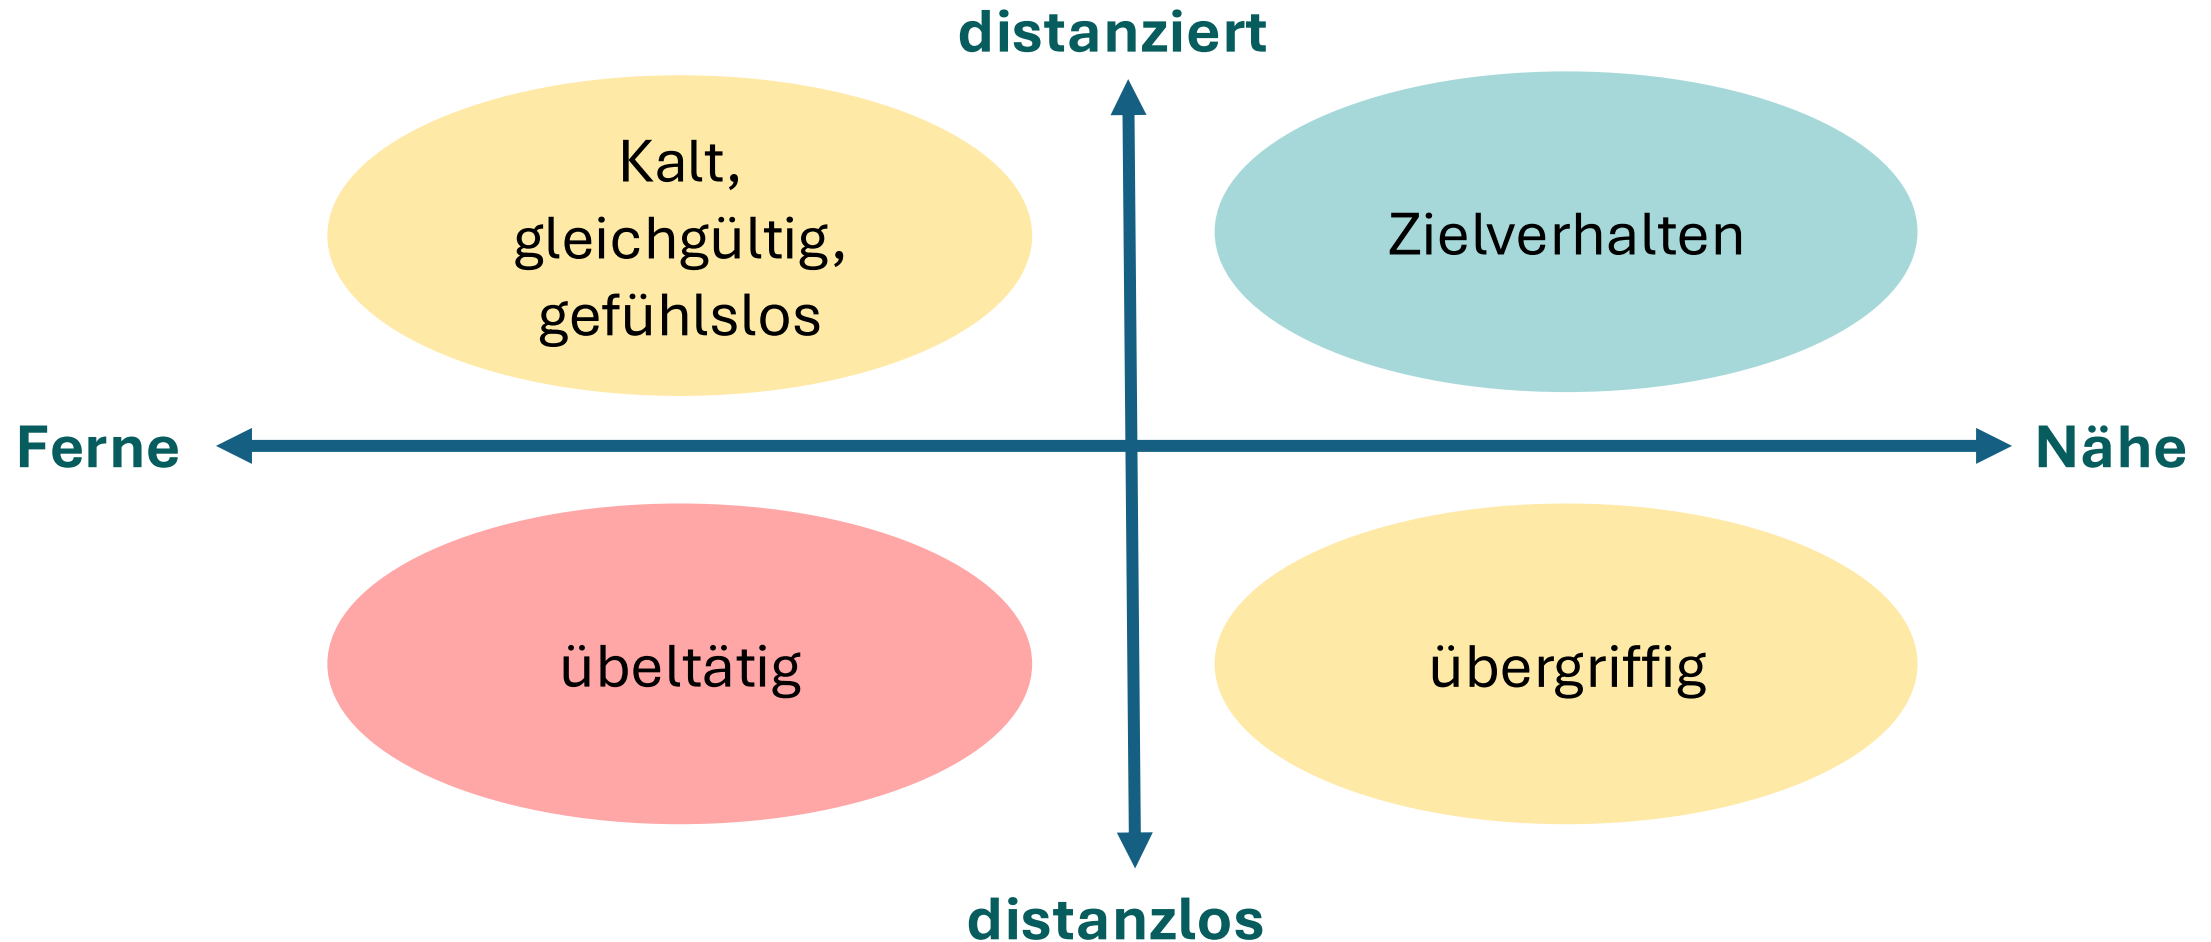 distanziert
Kalt,
gleichgültig,
gefühlslos
Zielverhalten
Ferne
Nähe
übeltätig
übergriffig
distanzlos